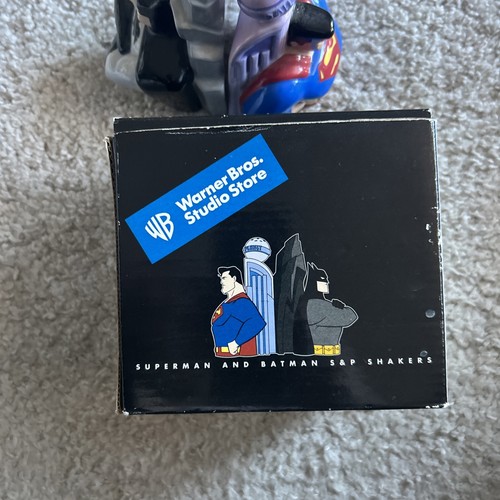 WB
Warner Bros.
Studio Store
SUPERMAN AND BATMAN S&P SHAKERS